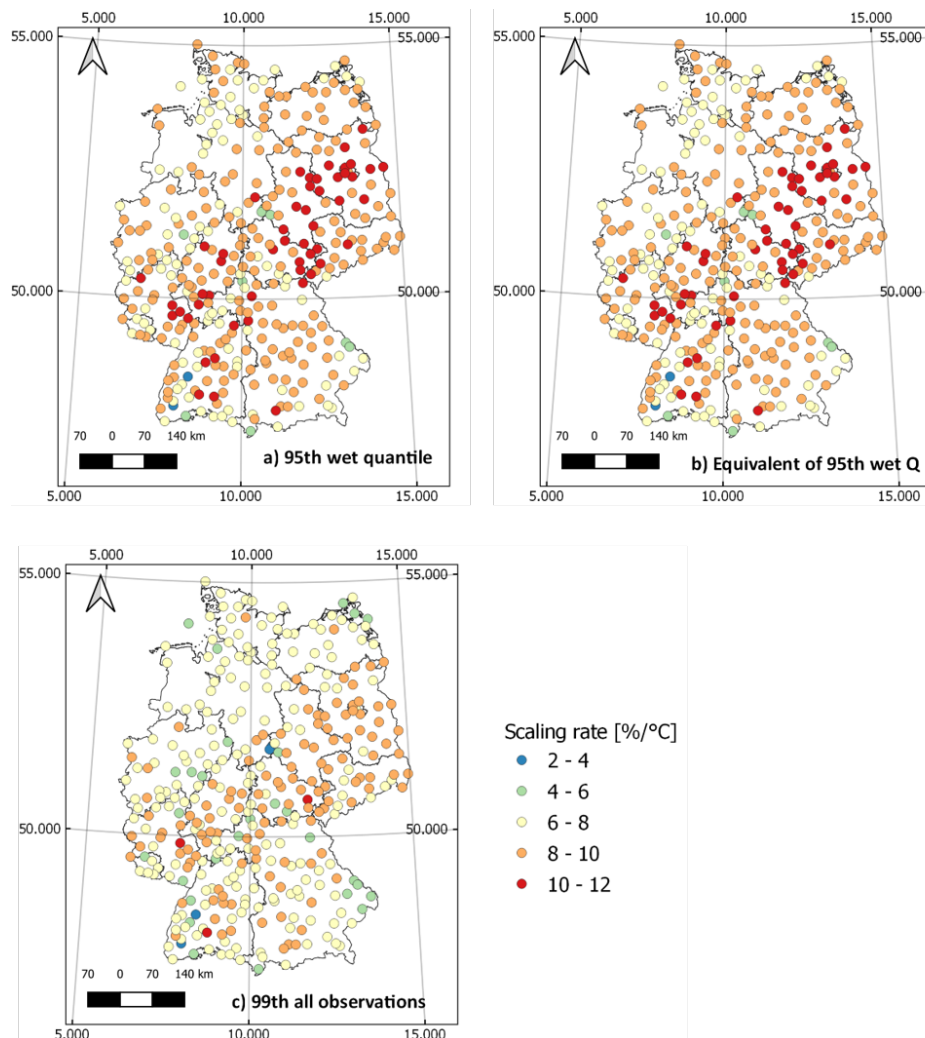 10.000 15.000
10.000 15.000
55.000 55.000
55.000 55.000
50.000 50.000
50.000 50.000
70 0 70 140 km
a) 95th wet quantile
70 0 70 140 km
b) Equivalent of 95th wet Q
5.000 10.000 15.000
5.000 10.000 15.000
5.000 10.000 15.000
55.000 55.000
Scaling rate [%/°C]
2 - 4
4 - 6
6 - 8
8 - 10
10 - 12
50.000 50.000
70 0 70 140 km
c) 99th all observations
5.000 10.000 15.000